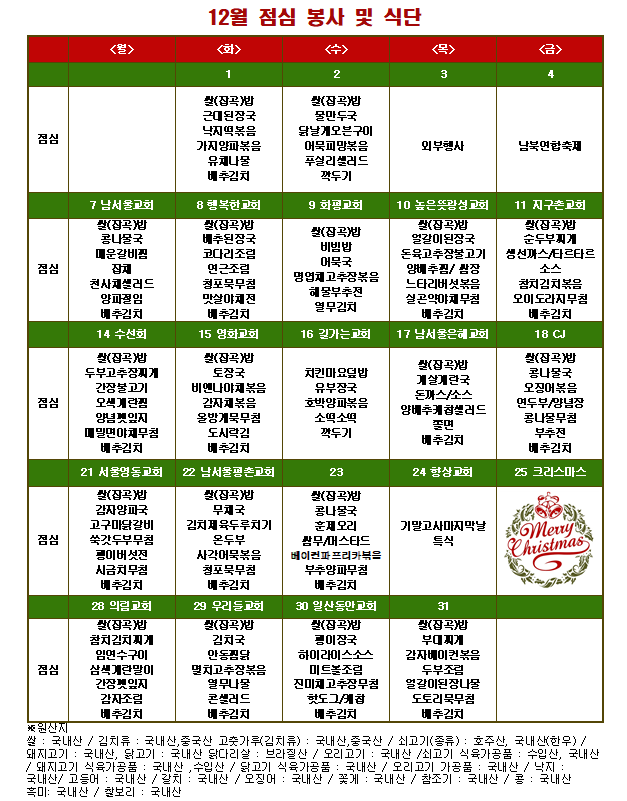 12월 점심 봉사 및 식단
<월> <화> <수> <목> <금>
1 2 3 4
점심
쌀(잡곡)밥
근대된장국
낙지떡볶음
가지양파볶음
유채나물
배추김치
쌀(잡곡)밥
물만두국
닭날개오븐구이
어묵피망볶음
푸실리샐러드
깍두기
외부행사
남북연합축제
7 남서울교회 8 행복한교회 9 화평교회 10 높은뜻광성교회 11 지구촌교회
점심
쌀(잡곡)밥
콩나물국
매운갈비찜
잡채
천사채샐러드
양파절임
배추김치
쌀(잡곡)밥
배추된장국
코다리조림
연근조림
청포묵무침
맛살야채전
배추김치
쌀(잡곡)밥
비빔밥
어묵국
명엽채고추장볶음
해물부추전
열무김치
쌀(잡곡)밥
얼갈이된장국
돈육고추장불고기
양배추찜/ 쌈장
느타리버섯볶음
실곤약야채무침
배추김치
쌀(잡곡)밥
순두부찌개
생선까스/타르타르
소스
참치김치볶음
오이도라지무침
배추김치
14 수선회 15 영화교회 16 길가는교회 17 남서울은혜교회 18 CJ
점심
쌀(잡곡)밥
두부고추장찌개
간장불고기
오색계란찜
양념깻잎지
메밀면야채무침
배추김치
쌀(잡곡)밥
토장국
비엔나야채볶음
감자채볶음
올방개묵무침
도시락김
배추김치
치킨마요덮밥
유부장국
호박양파볶음
소떡소떡
깍두기
쌀(잡곡)밥
게살계란국
돈까스/소스
양배추케찹샐러드
쫄면
배추김치
쌀(잡곡)밥
콩나물국
오징어볶음
연두부/양념장
콩나물무침
부추전
배추김치
21 서울영동교회 22 남서울평촌교회 23 24 향상교회 25 크리스마스
점심
쌀(잡곡)밥
감자양파국
고구마닭갈비
쑥갓두부무침
팽이버섯전
시금치무침
배추김치
쌀(잡곡)밥
무채국
김치제육두루치기
온두부
사각어묵볶음
청포묵무침
배추김치
쌀(잡곡)밥
콩나물국
훈제오리
쌈무/머스타드
베이컨파프리카볶음
부추양파무침
배추김치
기말고사마지막날
특식
Merry
Christmas
28 의림교회 29 우리들교회 30 일산동안교회 31
점심
쌀(잡곡)밥
참치김치찌개
임연수구이
삼색계란말이
간장깻잎지
감자조림
배추김치
쌀(잡곡)밥
김치국
안동찜닭
멸치고추장볶음
열무나물
콘샐러드
배추김치
쌀(잡곡)밥
팽이장국
하이라이스소스
미트볼조림
진미채고추장무침
핫도그/케찹
배추김치
쌀(잡곡)밥
부대찌개
감자베이컨볶음
두부조림
얼갈이된장나물
도토리묵무침
배추김치
※원산지
쌀 : 국내산 / 김치류 : 국내산,중국산 고춧가루(김치류) : 국내산,중국산 / 쇠고기(종류) : 호주산, 국내산(한우) /
돼지고기 : 국내산, 닭고기 : 국내산 닭다리살 : 브라질산 / 오리고기 : 국내산 /쇠고기 식육가공품 : 수입산, 국내산
/ 돼지고기 식육가공품 : 국내산 ,수입산 / 닭고기 식육가공품 : 국내산 / 오리고기 가공품 : 국내산 / 낙지 :
국내산/ 고등어 : 국내산 / 갈치 : 국내산 / 오징어 : 국내산 / 꽃게 : 국내산 / 참조기 : 국내산 / 콩 : 국내산
흑미: 국내산 / 찰보리 : 국내산